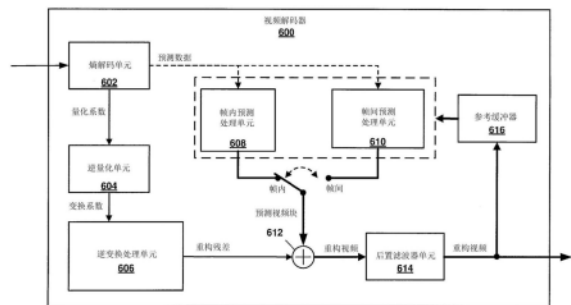 视频解码器
600
熵解码单元
602
预测数据
量化系数
帧内预测
处理单元
608
帧间预测
处理单元
610
参考缓冲器
616
逆量化单元
604
帧内
帧间
变换系数
预测视频块
612
逆变换处理单元
606
重构残差
重构视频
后置滤波器单元
614
重构视频